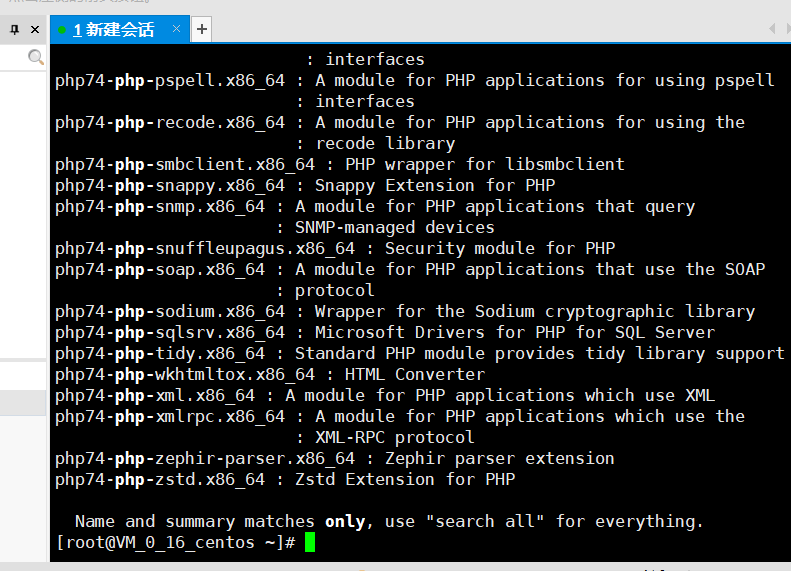 1 新建会话 × +
: interfaces
php74-php-pspell.x86_64 : A module for PHP applications for using pspell
: interfaces
php74-php-recode.x86_64 : A module for PHP applications for using the
: recode library
php74-php-smbclient.x86_64 : PHP wrapper for libsmbclient
php74-php-snappy.x86_64 : Snappy Extension for PHP
php74-php-snmp.x86_64 : A module for PHP applications that query
: SNMP-managed devices
php74-php-snuffleupagus.x86_64 : Security module for PHP
php74-php-soap.x86_64 : A module for PHP applications that use the SOAP
: protocol
php74-php-sodium.x86_64 : Wrapper for the Sodium cryptographic library
php74-php-sqlsrv.x86_64 : Microsoft Drivers for PHP for SQL Server
php74-php-tidy.x86_64 : Standard PHP module provides tidy library support
php74-php-wkhtmltox.x86_64 : HTML Converter
php74-php-xml.x86_64 : A module for PHP applications which use XML
php74-php-xmlrpc.x86_64 : A module for PHP applications which use the
: XML-RPC protocol
php74-php-zephir-parser.x86_64 : Zephir parser extension
php74-php-zstd.x86_64 : Zstd Extension for PHP
Name and summary matches only, use "search all" for everything.
[root@VM_0_16_centos ~]#